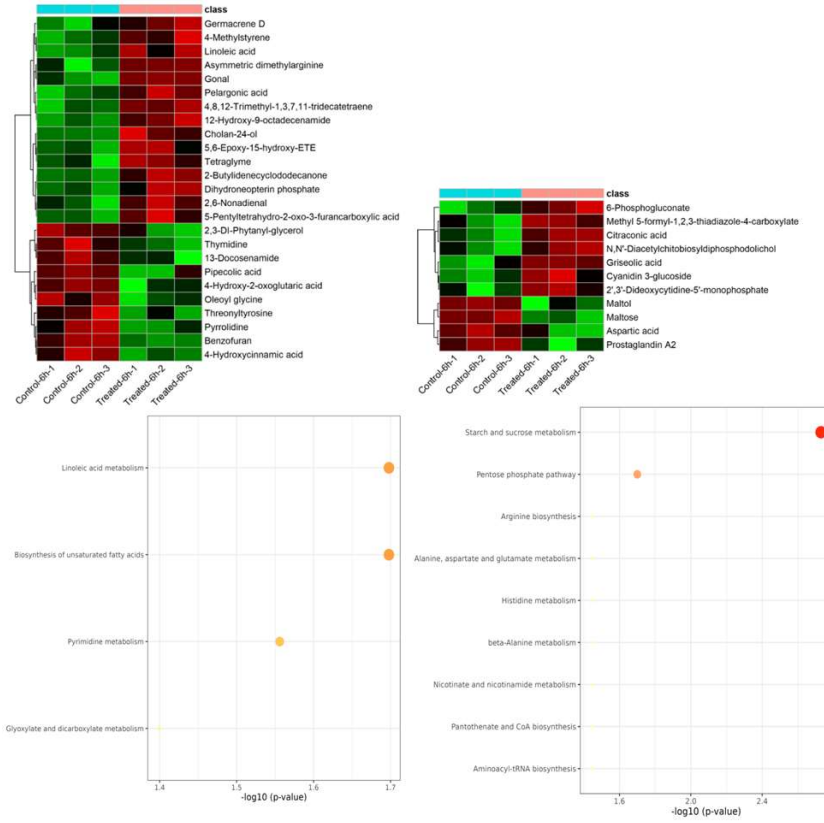 class
Germacrene D
4-Methylstyrene
Linoleic acid
Asymmetric dimethylarginine
Gonal
Pelargonic acid
4,8,12-Trimethyl-1,3,7,11-tridecatetraene
12-Hydroxy-9-octadecenamide
Cholan-24-ol
5,6-Epoxy-15-hydroxy-ETE
Tetraglyme
2-Butylidenecyclododecanone
Dihydroneopterin phosphate
2,6-Nonadienal
5-Pentyltetrahydro-2-oxo-3-furancarboxylic acid
2,3-DI-Phytanyl-glycerol
Thymidine
13-Docosenamide
Pipecolic acid
4-Hydroxy-2-oxoglutaric acid
Oleoyl glycine
Threonyltyrosine
Pyrrolidine
Benzofuran
4-Hydroxycinnamic acid
Control-6h-1
Control-6h-2
Control-6h-3
Treated-6h-1
Treated-6h-2
Treated-6h-3
class
6-Phosphogluconate
Methyl 5-formyl-1,2,3-thiadiazole-4-carboxylate
Citraconic acid
N,N'-Diacetylchitobiosyldiphosphodolichol
Griseolic acid
Cyanidin 3-glucoside
2',3'-Dideoxycytidine-5'-monophosphate
Maltol
Maltose
Aspartic acid
Prostaglandin A2
Control-6h-1
Control-6h-2
Control-6h-3
Treated-6h-1
Treated-6h-2
Treated-6h-3
Linoleic acid metabolism
Biosynthesis of unsaturated fatty acids
Pyrimidine metabolism
Glyoxylate and dicarboxylate metabolism
1.4
1.5
1.6
1.7
-log10 (p-value)
Starch and sucrose metabolism
Pentose phosphate pathway
Arginine biosynthesis
Alanine, aspartate and glutamate metabolism
Histidine metabolism
beta-Alanine metabolism
Nicotinate and nicotinamide metabolism
Pantothenate and CoA biosynthesis
Aminoacyl-tRNA biosynthesis
1.6
2.0
2.4
-log10 (p-value)